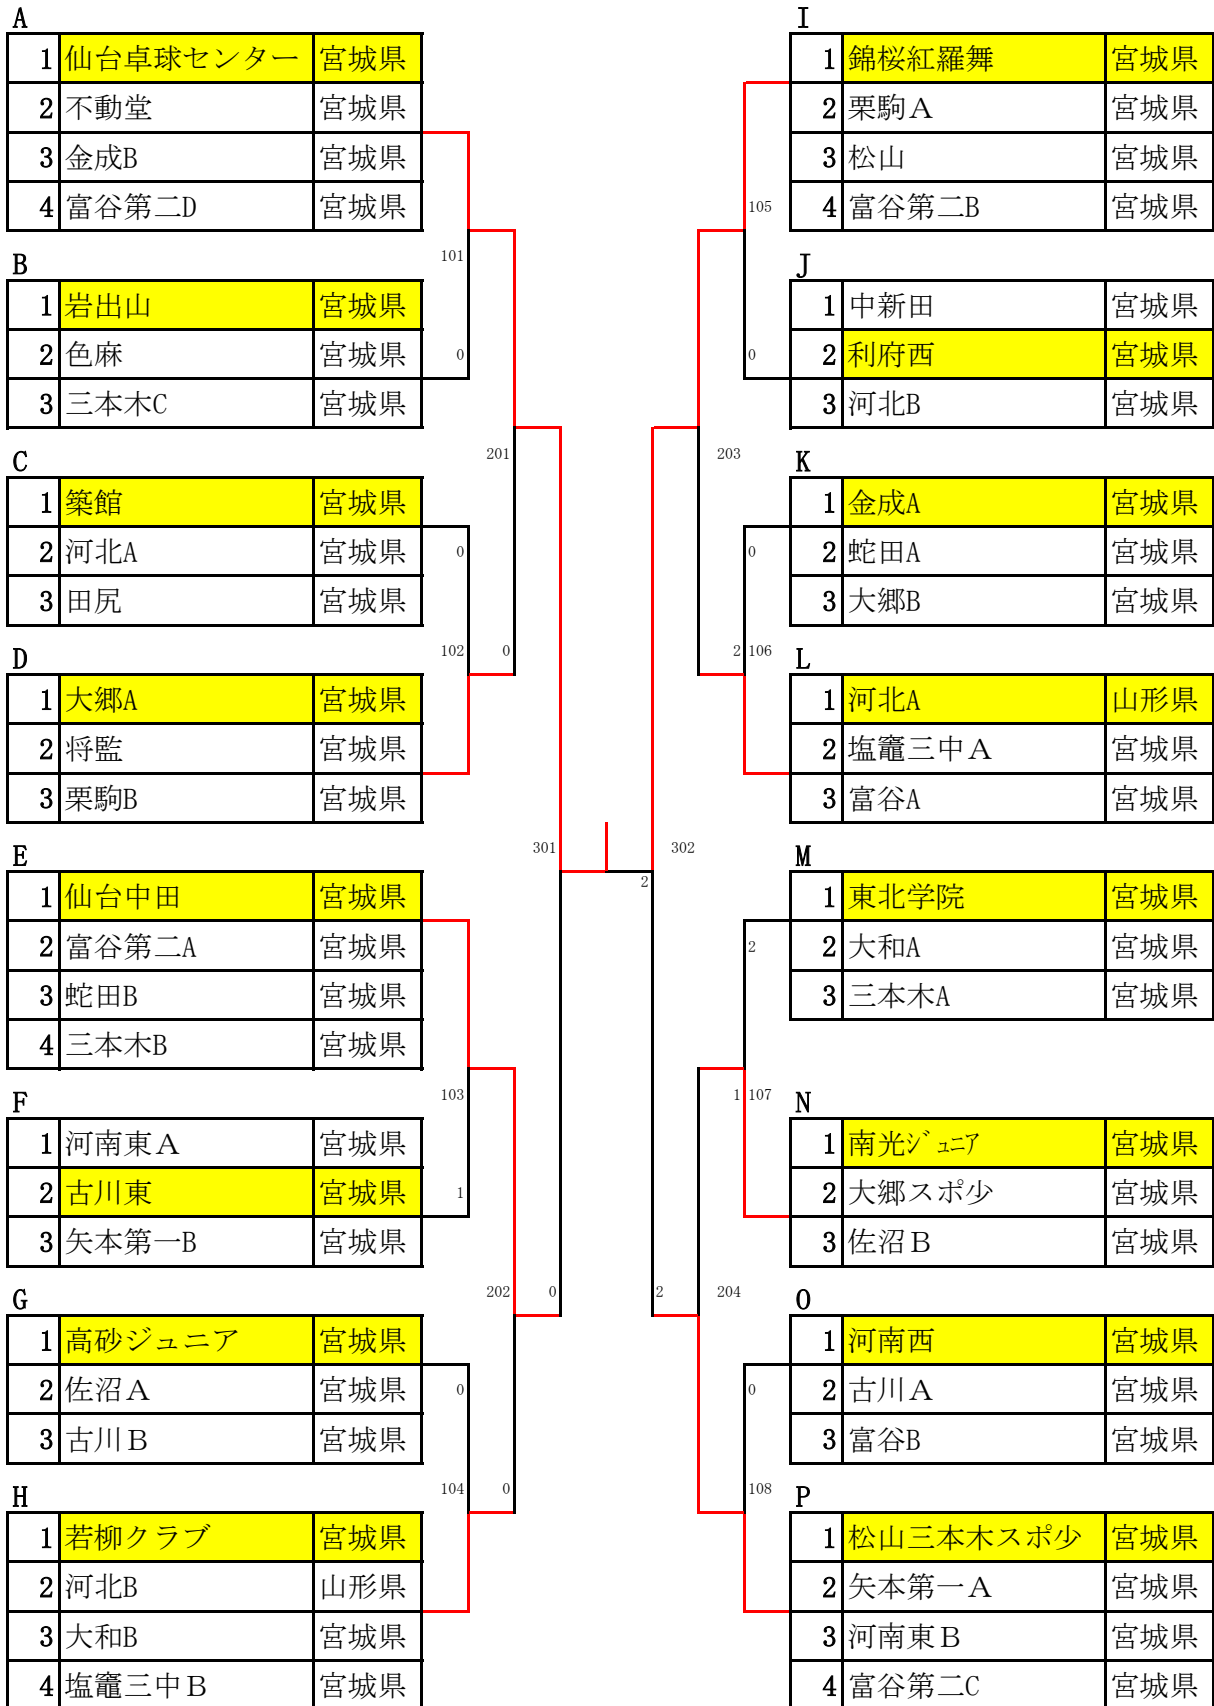 A
1 仙台卓球センター 宮城県
2 不動堂 宮城県
3 金成B 宮城県
4 富谷第二D 宮城県
101
B
1 岩出山 宮城県
2 色麻 宮城県
0
3 三本木C 宮城県
201
C
1 築館 宮城県
2 河北A 宮城県
0
3 田尻 宮城県
102
0
D
1 大郷A 宮城県
2 将監 宮城県
3 栗駒B 宮城県
301
E
1 仙台中田 宮城県
2 富谷第二A 宮城県
3 蛇田B 宮城県
4 三本木B 宮城県
103
F
1 河南東A 宮城県
2 古川東 宮城県
1
3 矢本第一B 宮城県
202
0
G
1 高砂ジュニア 宮城県
2 佐沼A 宮城県
0
3 古川B 宮城県
104
0
H
1 若柳クラブ 宮城県
2 河北B 山形県
3 大和B 宮城県
4 塩竈三中B 宮城県
I
1 錦桜紅羅舞 宮城県
2 栗駒A 宮城県
3 松山 宮城県
4 富谷第二B 宮城県
105
J
1 中新田 宮城県
2 利府西 宮城県
0
3 河北B 宮城県
203
K
1 金成A 宮城県
2 蛇田A 宮城県
0
3 大郷B 宮城県
2
106
L
1 河北A 山形県
2 塩竈三中A 宮城県
3 富谷A 宮城県
302
2
M
1 東北学院 宮城県
2 大和A 宮城県
2
3 三本木A 宮城県
1
107
N
1 南光ｼﾞｭﾆｱ 宮城県
2 大郷スポ少 宮城県
3 佐沼B 宮城県
2
204
O
1 河南西 宮城県
2 古川A 宮城県
0
3 富谷B 宮城県
108
P
1 松山三本木スポ少 宮城県
2 矢本第一A 宮城県
3 河南東B 宮城県
4 富谷第二C 宮城県